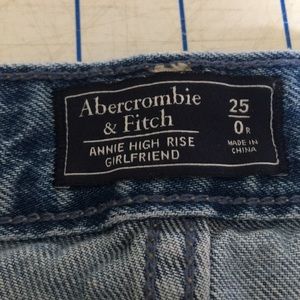 Abercrombie
& Fitch
ANNIE HIGH RISE
GIRLFRIEND
25
0R
MADE IN
CHINA